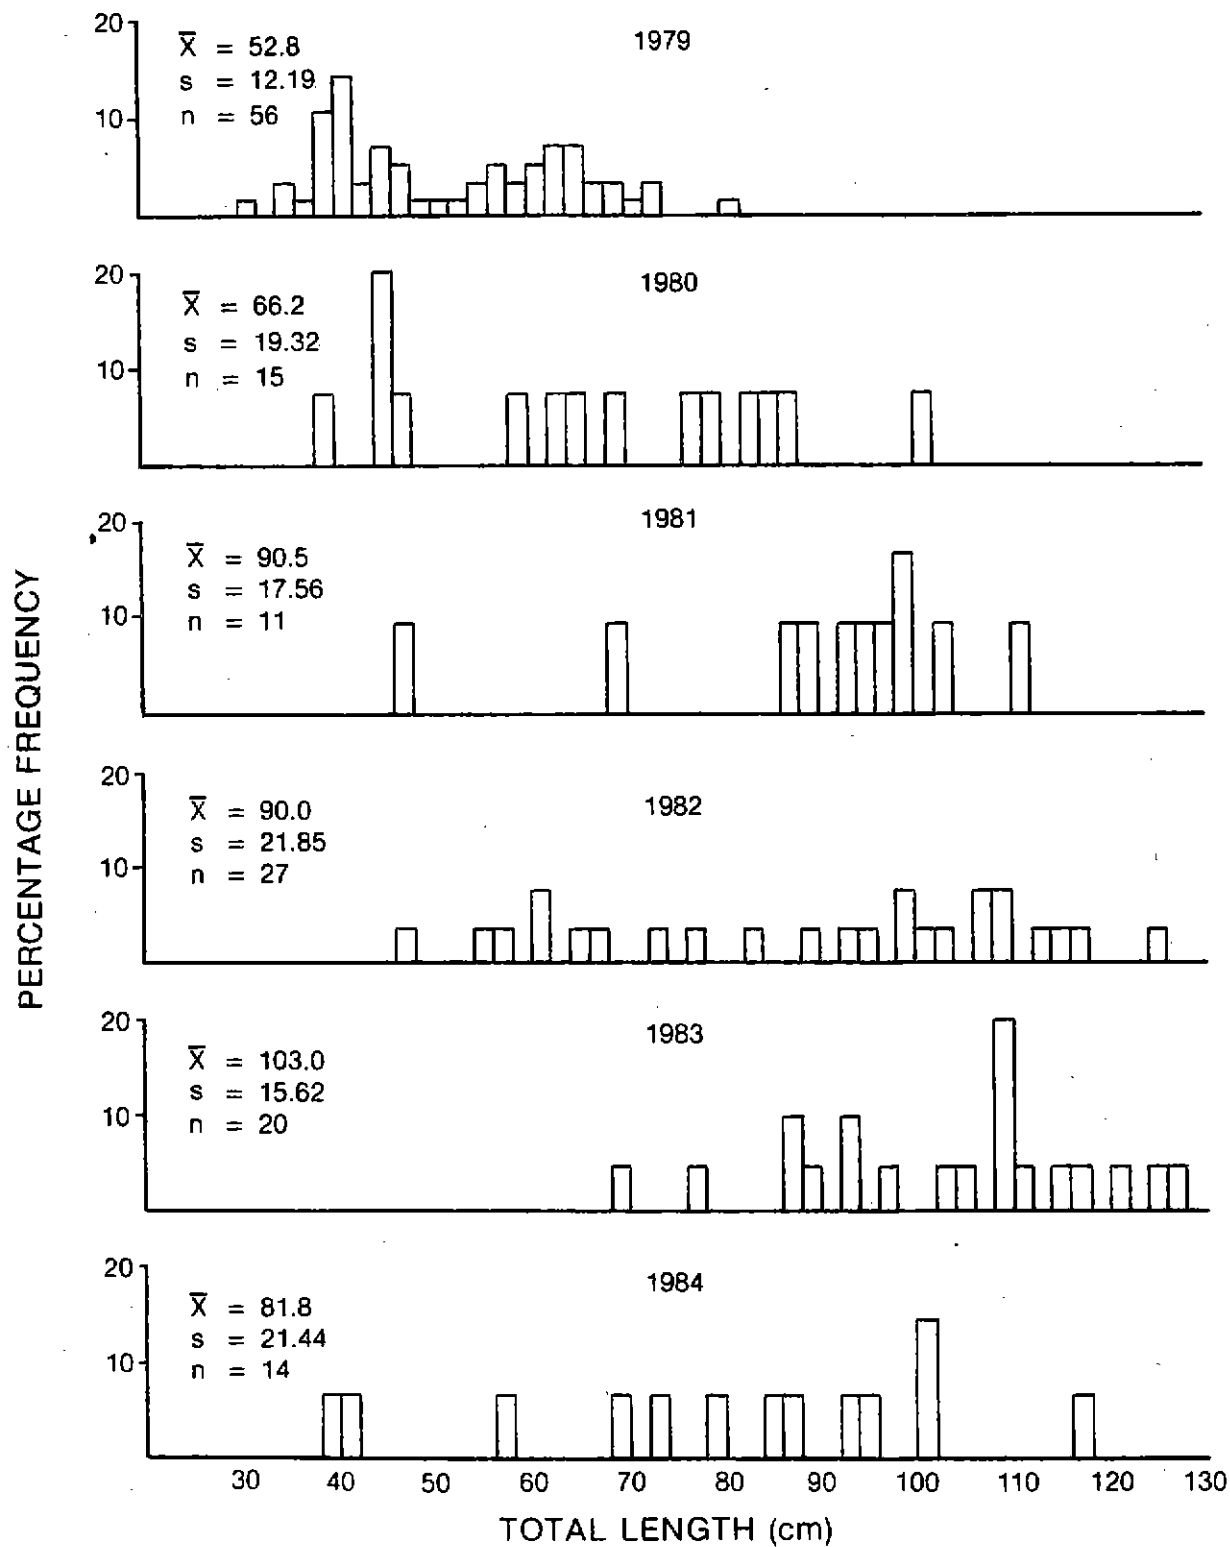 PERCENTAGE FREQUENCY
1979
20
10
X̅ = 52.8
s = 12.19
n = 56
1980
20
10
X̅ = 66.2
s = 19.32
n = 15
1981
20
10
X̅ = 90.5
s = 17.56
n = 11
1982
20
10
X̅ = 90.0
s = 21.85
n = 27
1983
20
10
X̅ = 103.0
s = 15.62
n = 20
1984
20
10
X̅ = 81.8
s = 21.44
n = 14
30 40 50 60 70 80 90 100 110 120 130
TOTAL LENGTH (cm)